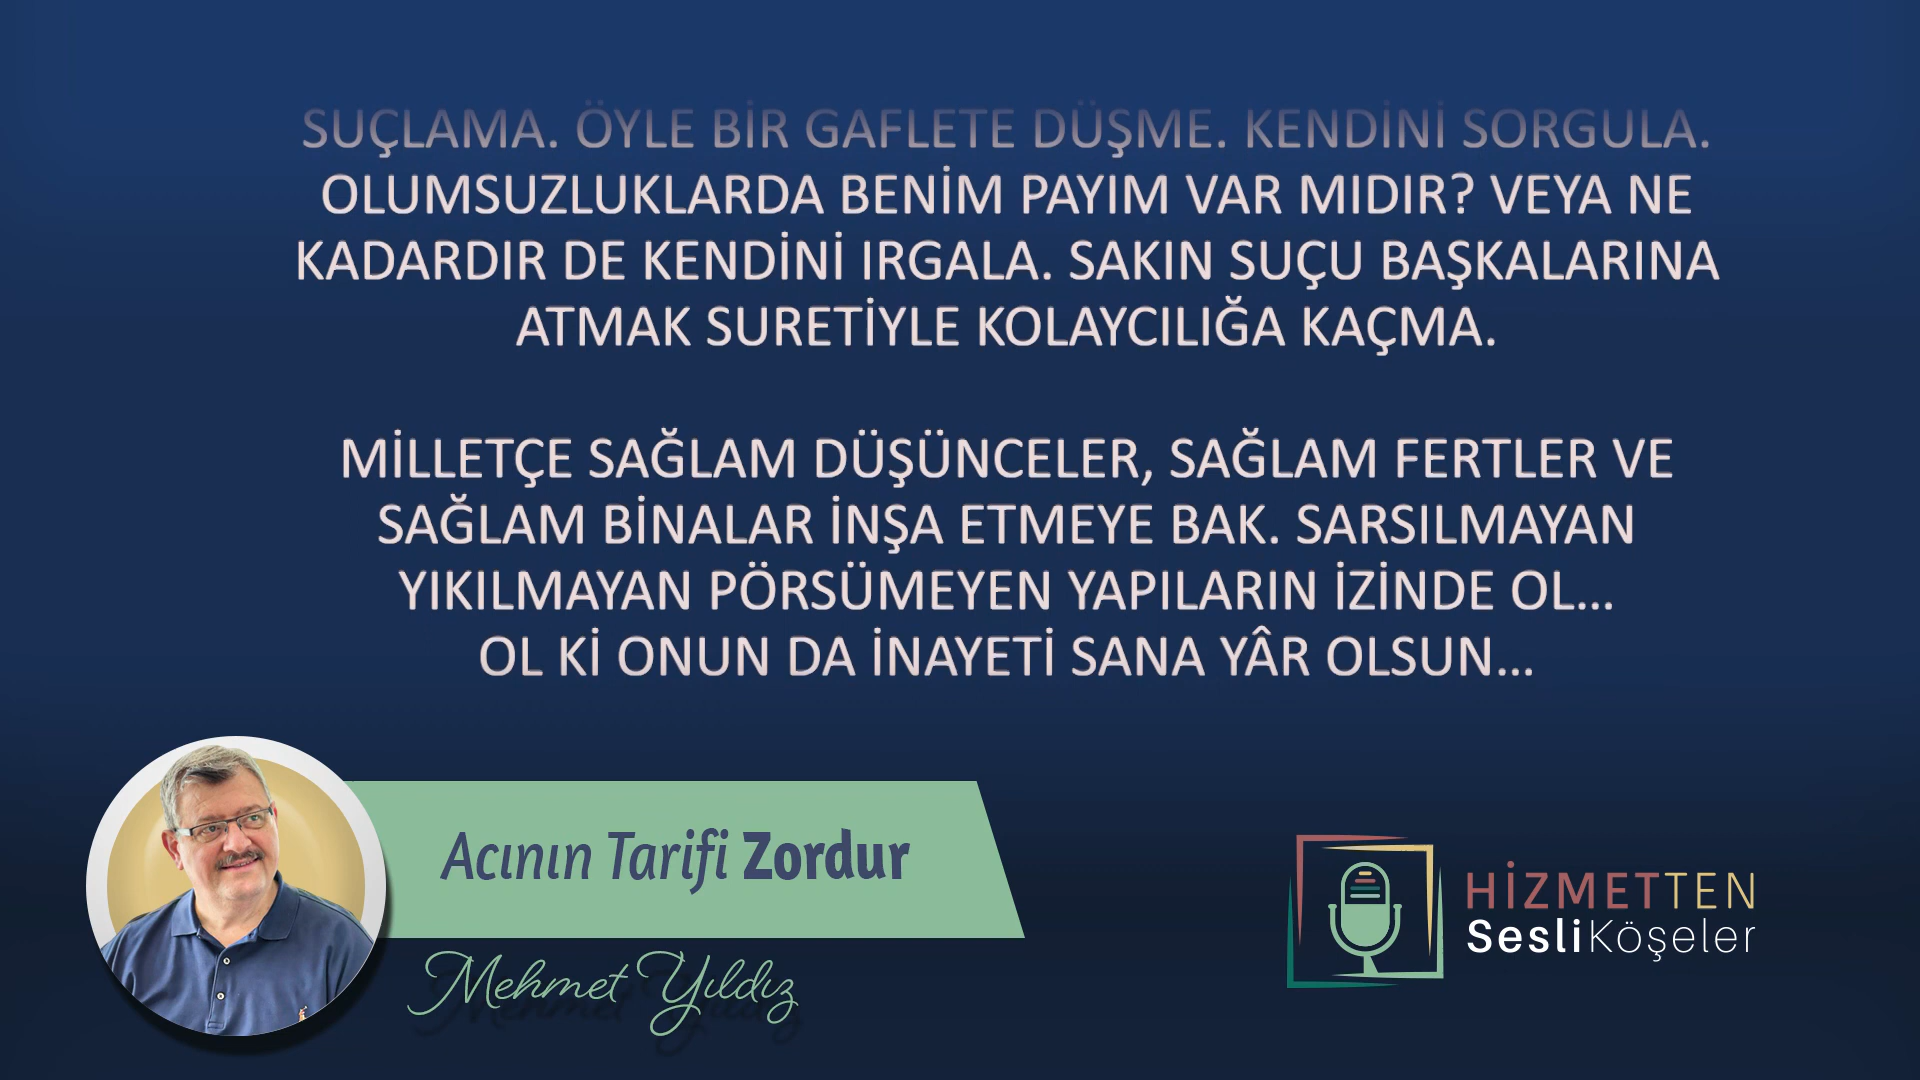 SUÇLAMA. ÖYLE BİR GAFLETE DÜŞME. KENDİNİ SORGULA.
OLUMSUZLUKLARDA BENİM PAYIM VAR MIDIR? VEYA NE
KADARDIR DE KENDİNİ IRGALA. SAKIN SUÇU BAŞKALARINA
ATMAK SURETİYLE KOLAYCILIĞA KAÇMA.
MİLLETÇE SAĞLAM DÜŞÜNCELER, SAĞLAM FERTLER VE
SAĞLAM BİNALAR İNŞA ETMEYE BAK. SARSILMAYAN
YIKILMAYAN PÖRSÜMEYEN YAPILARIN İZİNDE OL...
OL Kİ ONUN DA İNAYETİ SANA YÂR OLSUN...
Acının Tarifi Zordur
Mehmet Yıldız
HİZMETTEN
SesliKöşeler